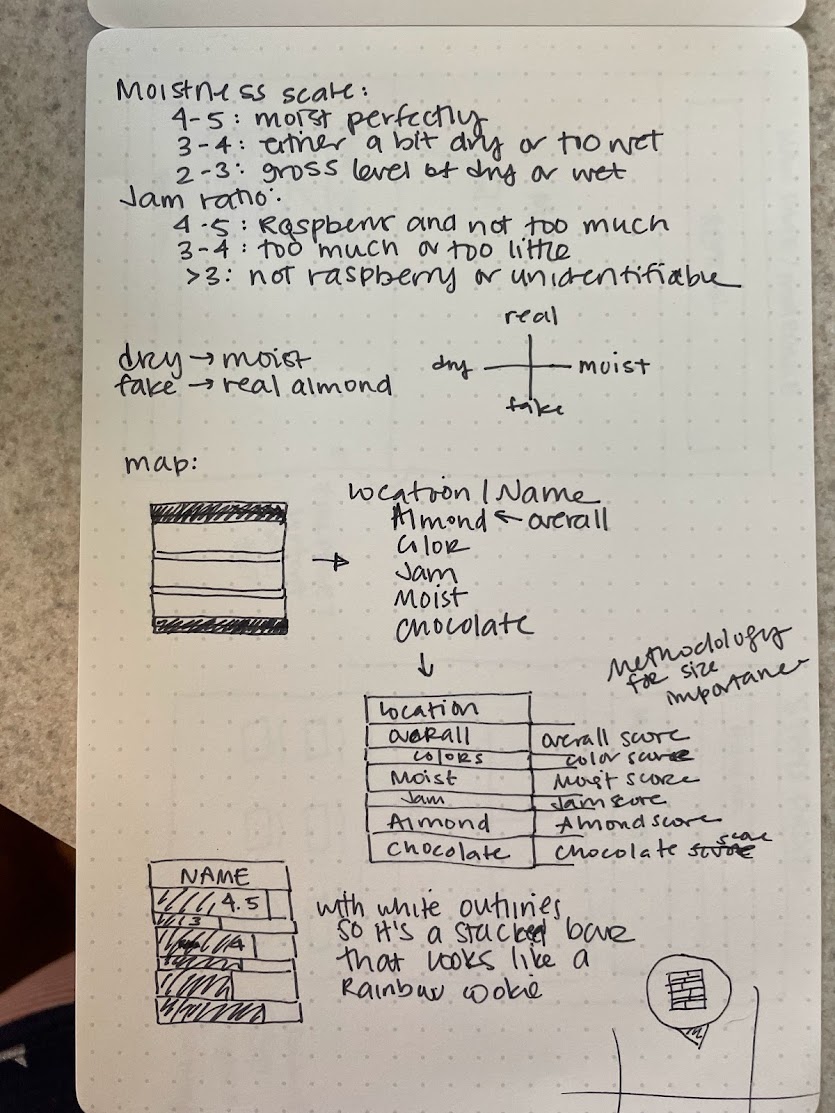 Moistness scale:
4-5: moist perfectly
3-4: either a bit dry or too wet
2-3: gross level of dry or wet
Jam ratio:
4-5: Raspberry and not too much
3-4: too much or too little
>3: not raspberry or unidentifiable
real
dry → moist
dry
moist
fake → real almond
fake
map:
Location / Name
Almond ← overall
Color
Jam
Moist
Chocolate
Methodology
for size
importance
Location
overall
overall score
colors
color score
Moist
Moist score
Jam
Jam score
Almond
Almond score
Chocolate
Chocolate score
NAME
4.5
3
4
with white outlines
so it's a stacked bar
that looks like a
Rainbow cookie